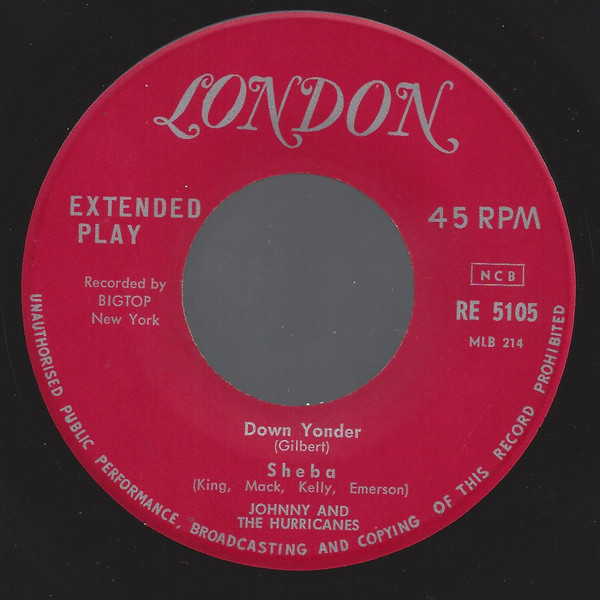 LONDON
EXTENDED
PLAY
45 RPM
Recorded by
BIGTOP
New York
NCB
RE 5105
MLB 214
Down Yonder
(Gilbert)
Sheba
(King, Mack, Kelly, Emerson)
JOHNNY AND
THE HURRICANES
UNAUTHORISED PUBLIC PERFORMANCE, BROADCASTING AND COPYING OF THIS RECORD PROHIBITED